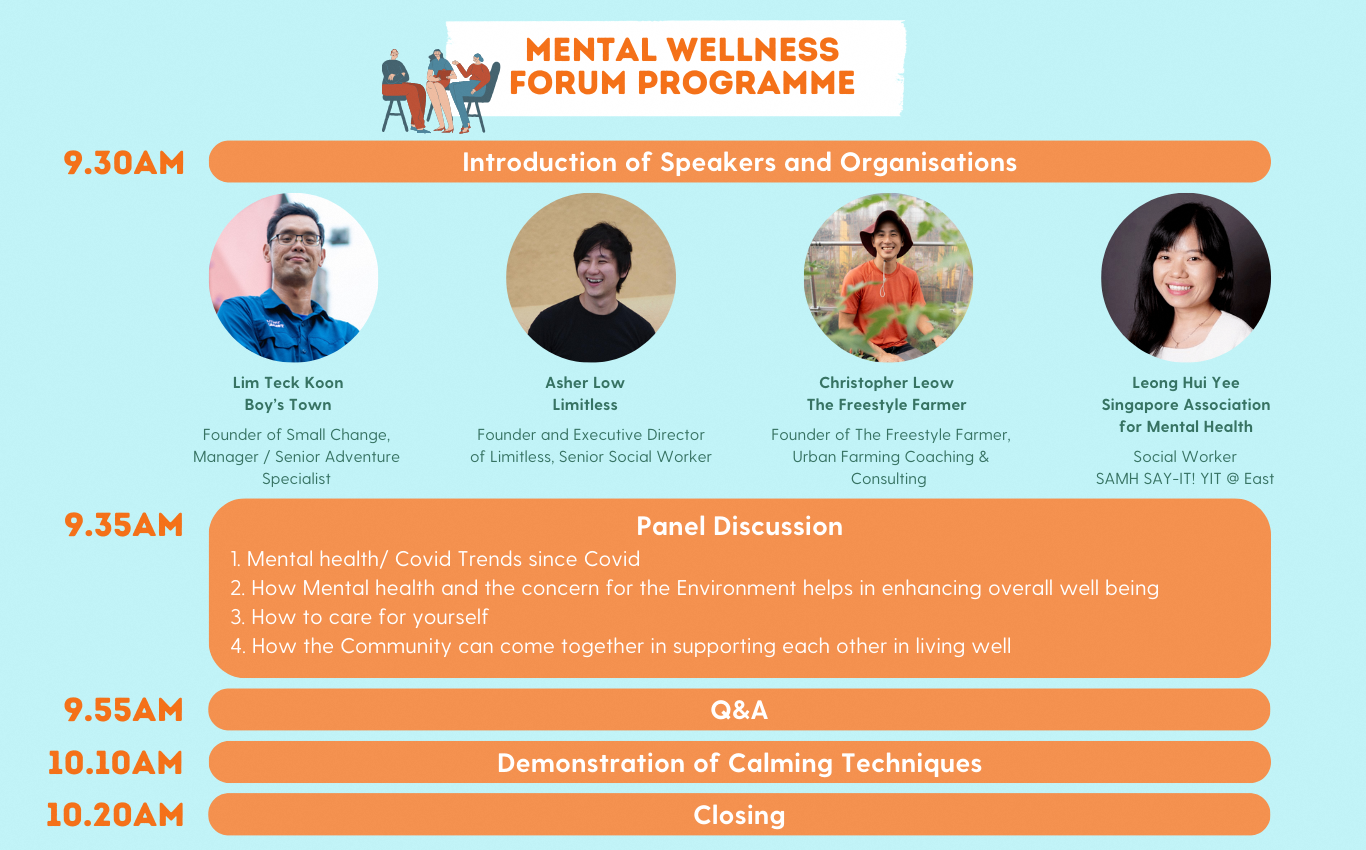 MENTAL WELLNESS
FORUM PROGRAMME
9.30AM
Introduction of Speakers and Organisations
Lim Teck Koon
Boy's Town
Founder of Small Change,
Manager / Senior Adventure
Specialist
Asher Low
Limitless
Founder and Executive Director
of Limitless, Senior Social Worker
Christopher Leow
The Freestyle Farmer
Founder of The Freestyle Farmer,
Urban Farming Coaching &
Consulting
Leong Hui Yee
Singapore Association
for Mental Health
Social Worker
SAMH SAY-IT! YIT @ East
9.35AM
Panel Discussion
1. Mental health/ Covid Trends since Covid
2. How Mental health and the concern for the Environment helps in enhancing overall well being
3. How to care for yourself
4. How the Community can come together in supporting each other in living well
9.55AM
Q&A
10.10AM
Demonstration of Calming Techniques
10.20AM
Closing